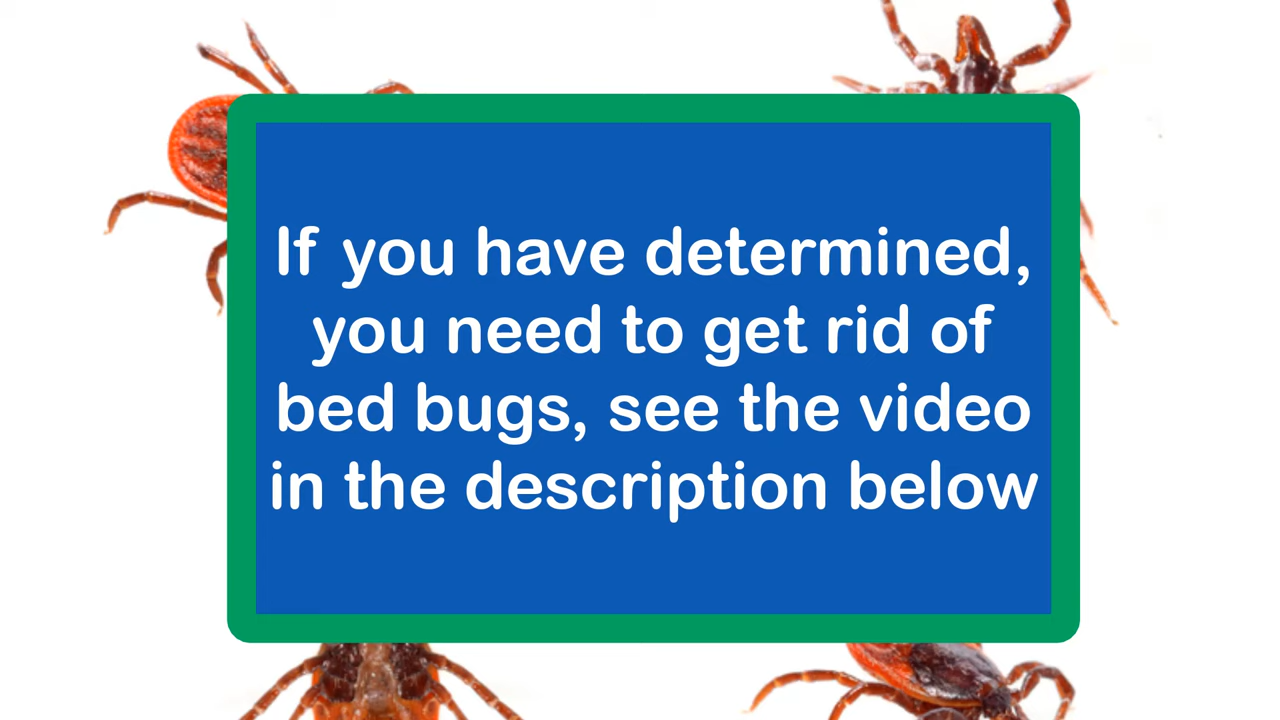 If you have determined,
you need to get rid of
bed bugs, see the video
in the description below